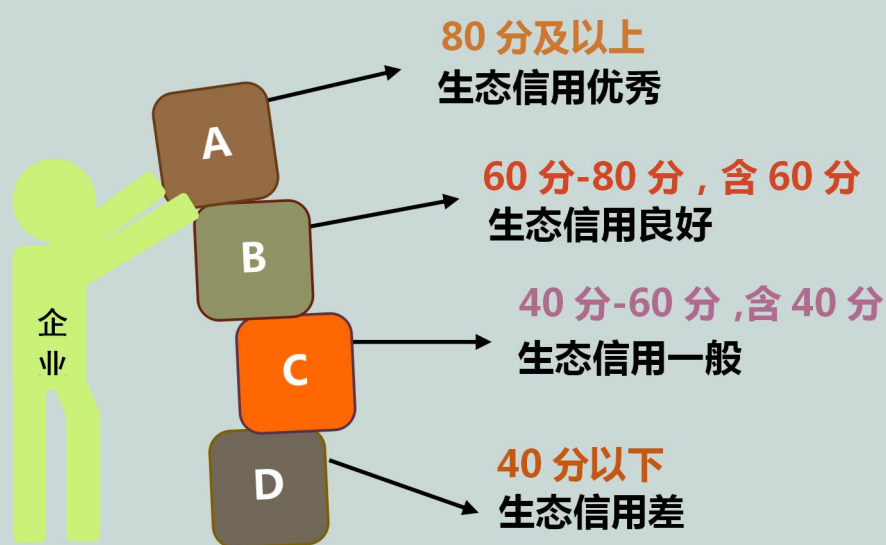 80 分及以上
生态信用优秀
A
60 分-80 分，含 60 分
生态信用良好
B
40 分-60 分 ,含 40 分
生态信用一般
C
40 分以下
生态信用差
D
企
业